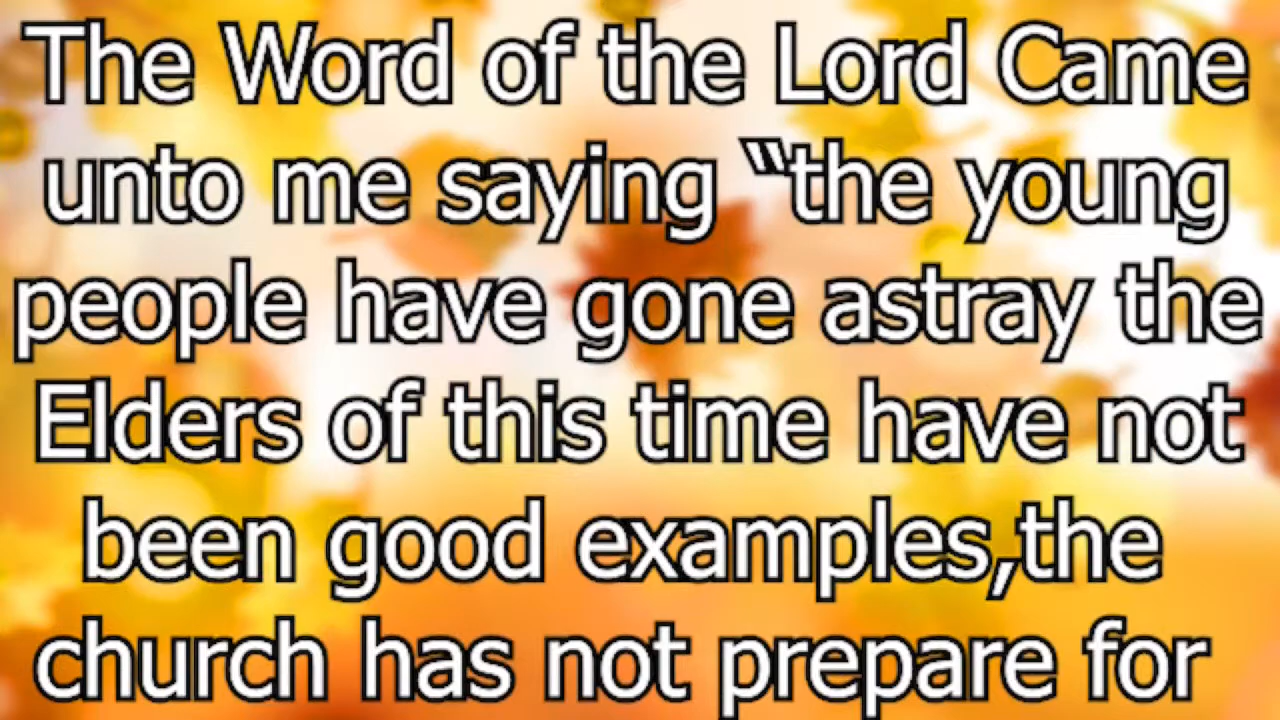 The Word of the Lord Came
unto me saying “the young
people have gone astray the
Elders of this time have not
been good examples,the
church has not prepare for